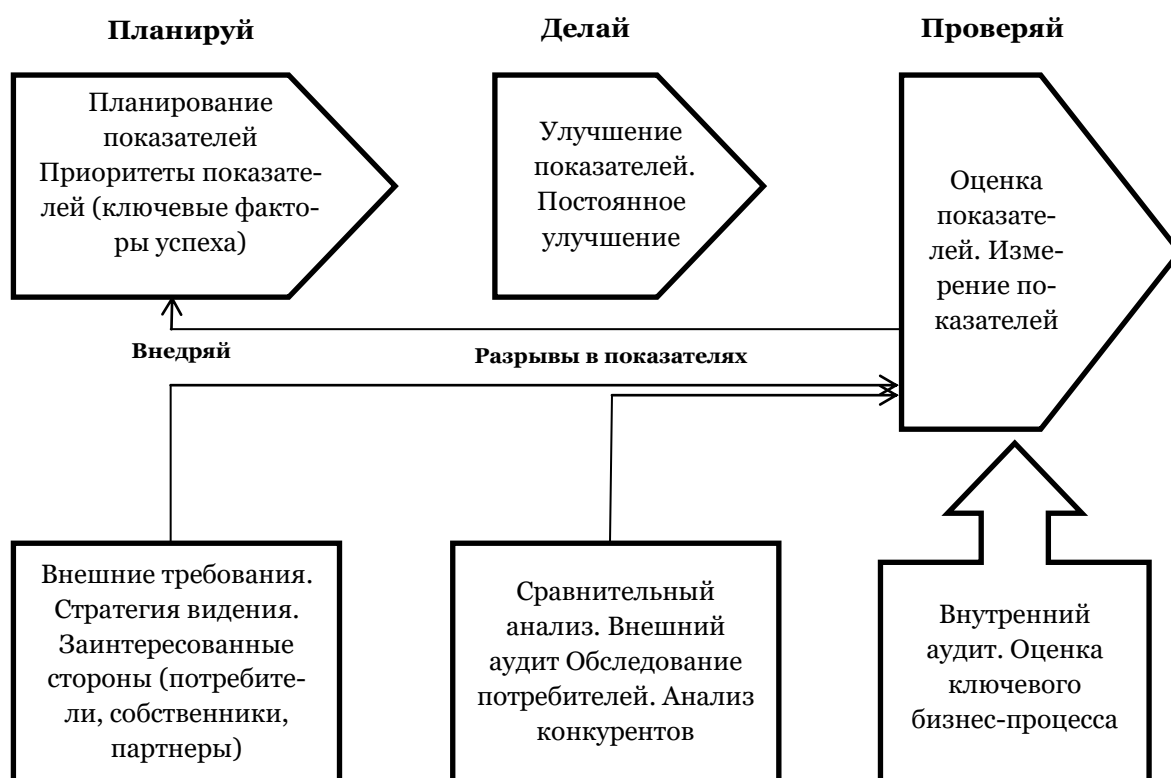 Планируй
Делай
Проверяй
Планирование
показателей
Приоритеты показате-
лей (ключевые факто-
ры успеха)
Улучшение
показателей.
Постоянное
улучшение
Оценка
показате-
лей. Изме-
рение по-
казателей
Внедряй
Разрывы в показателях
Внешние требования.
Стратегия видения.
Заинтересованные
стороны (потребите-
ли, собственники,
партнеры)
Сравнительный
анализ. Внешний
аудит Обследование
потребителей. Анализ
конкурентов
Внутренний
аудит. Оценка
ключевого
бизнес-процесса